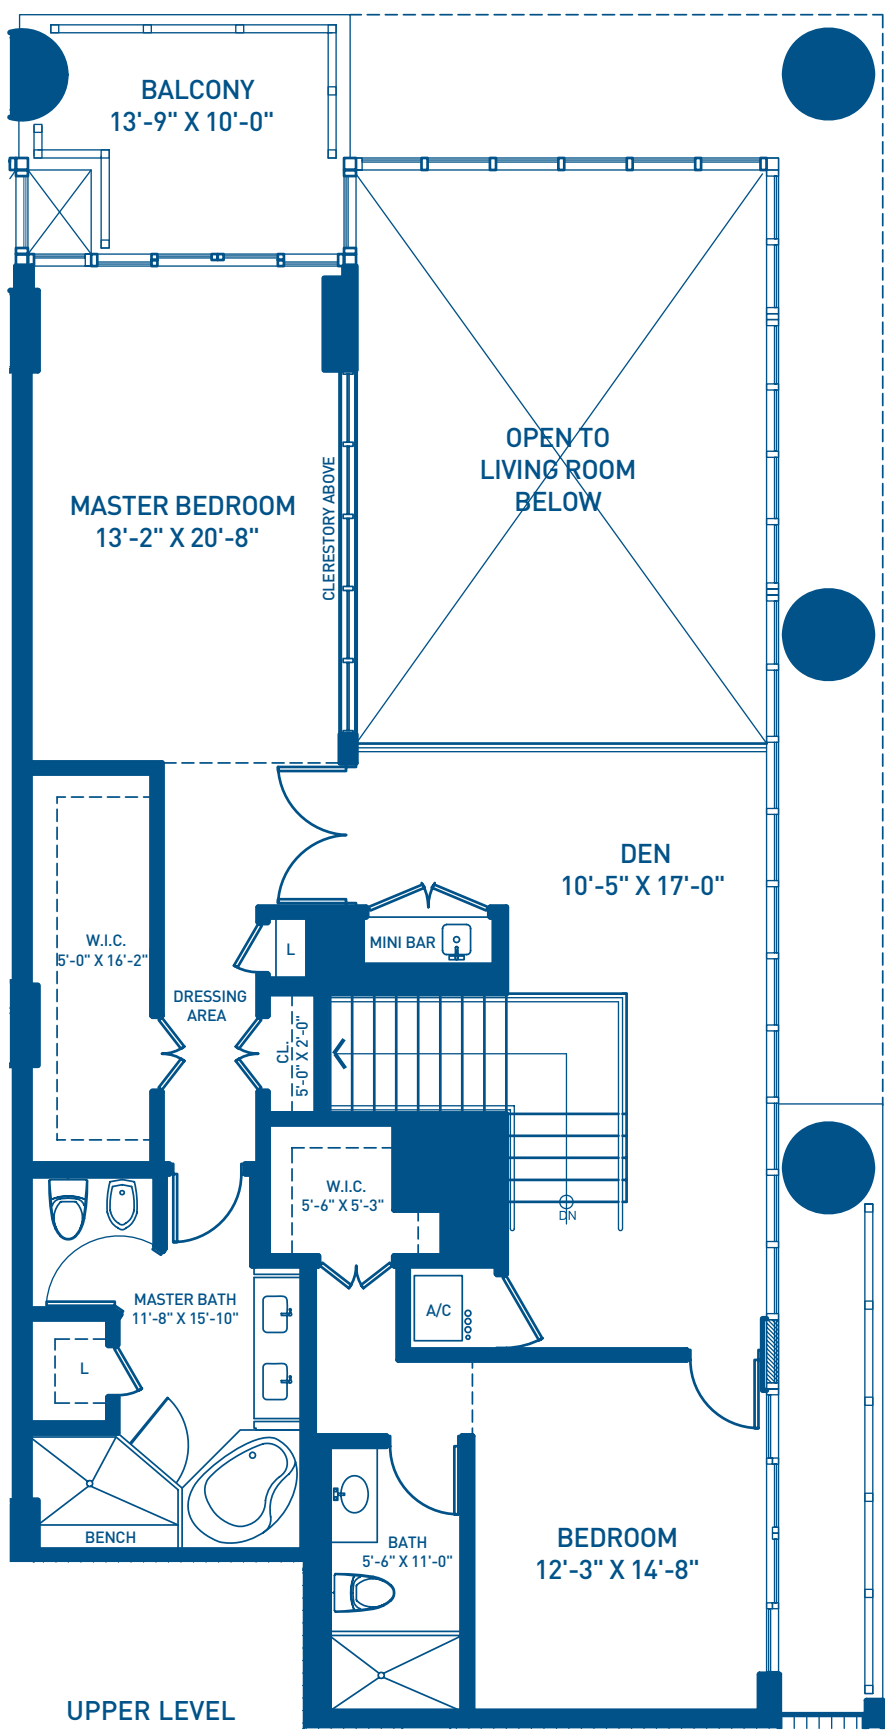 BALCONY
13'-9" X 10'-0"
OPEN TO
LIVING ROOM
BELOW
MASTER BEDROOM
13'-2" X 20'-8"
CLERESTORY ABOVE
DEN
10'-5" X 17'-0"
W.I.C.
5'-0" X 16'-2"
MINI BAR
L
DRESSING
AREA
CL.
5'-0" X 2'-0"
W.I.C.
5'-6" X 5'-3"
DN
MASTER BATH
11'-8" X 15'-10"
A/C
L
BENCH
BATH
5'-6" X 11'-0"
BEDROOM
12'-3" X 14'-8"
UPPER LEVEL